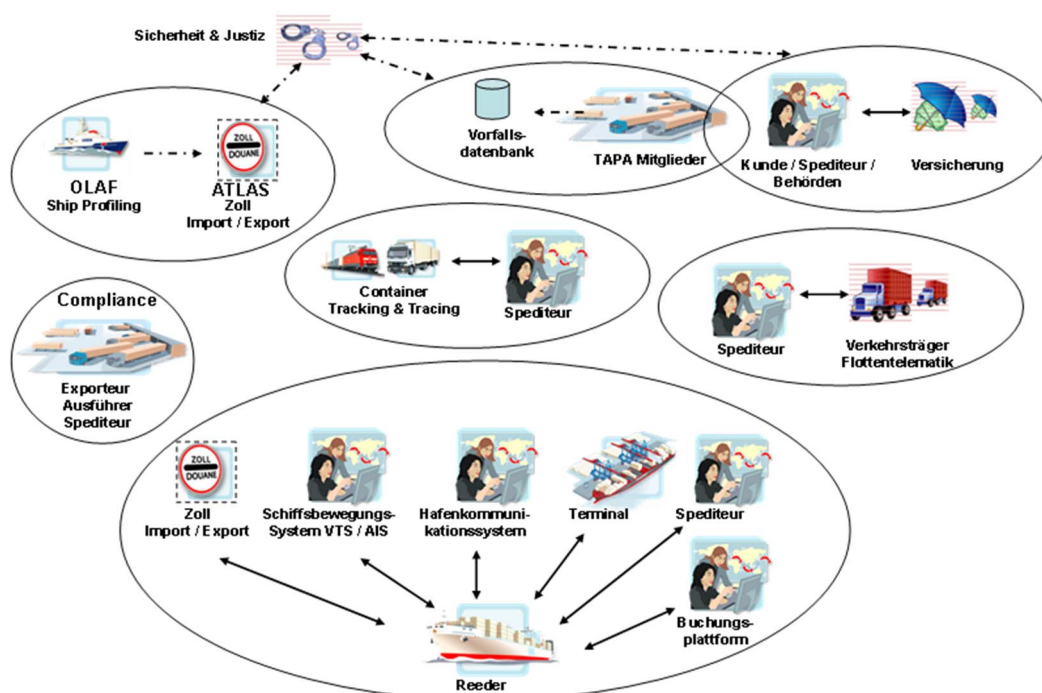 Sicherheit & Justiz
ZOLL
DOUANE
OLAF
Ship Profiling
ATLAS
Zoll
Import / Export
Vorfalls-
datenbank
TAPA Mitglieder
Kunde / Spediteur /
Behörden
Versicherung
Container
Tracking & Tracing
Spediteur
Spediteur
Verkehrsträger
Flottentelematik
Compliance
Exporteur
Ausführer
Spediteur
ZOLL
DOUANE
Zoll
Import / Export
Schiffsbewegungs-
System VTS / AIS
Hafenkommuni-
kationssystem
Terminal
Spediteur
Buchungs-
plattform
Reeder